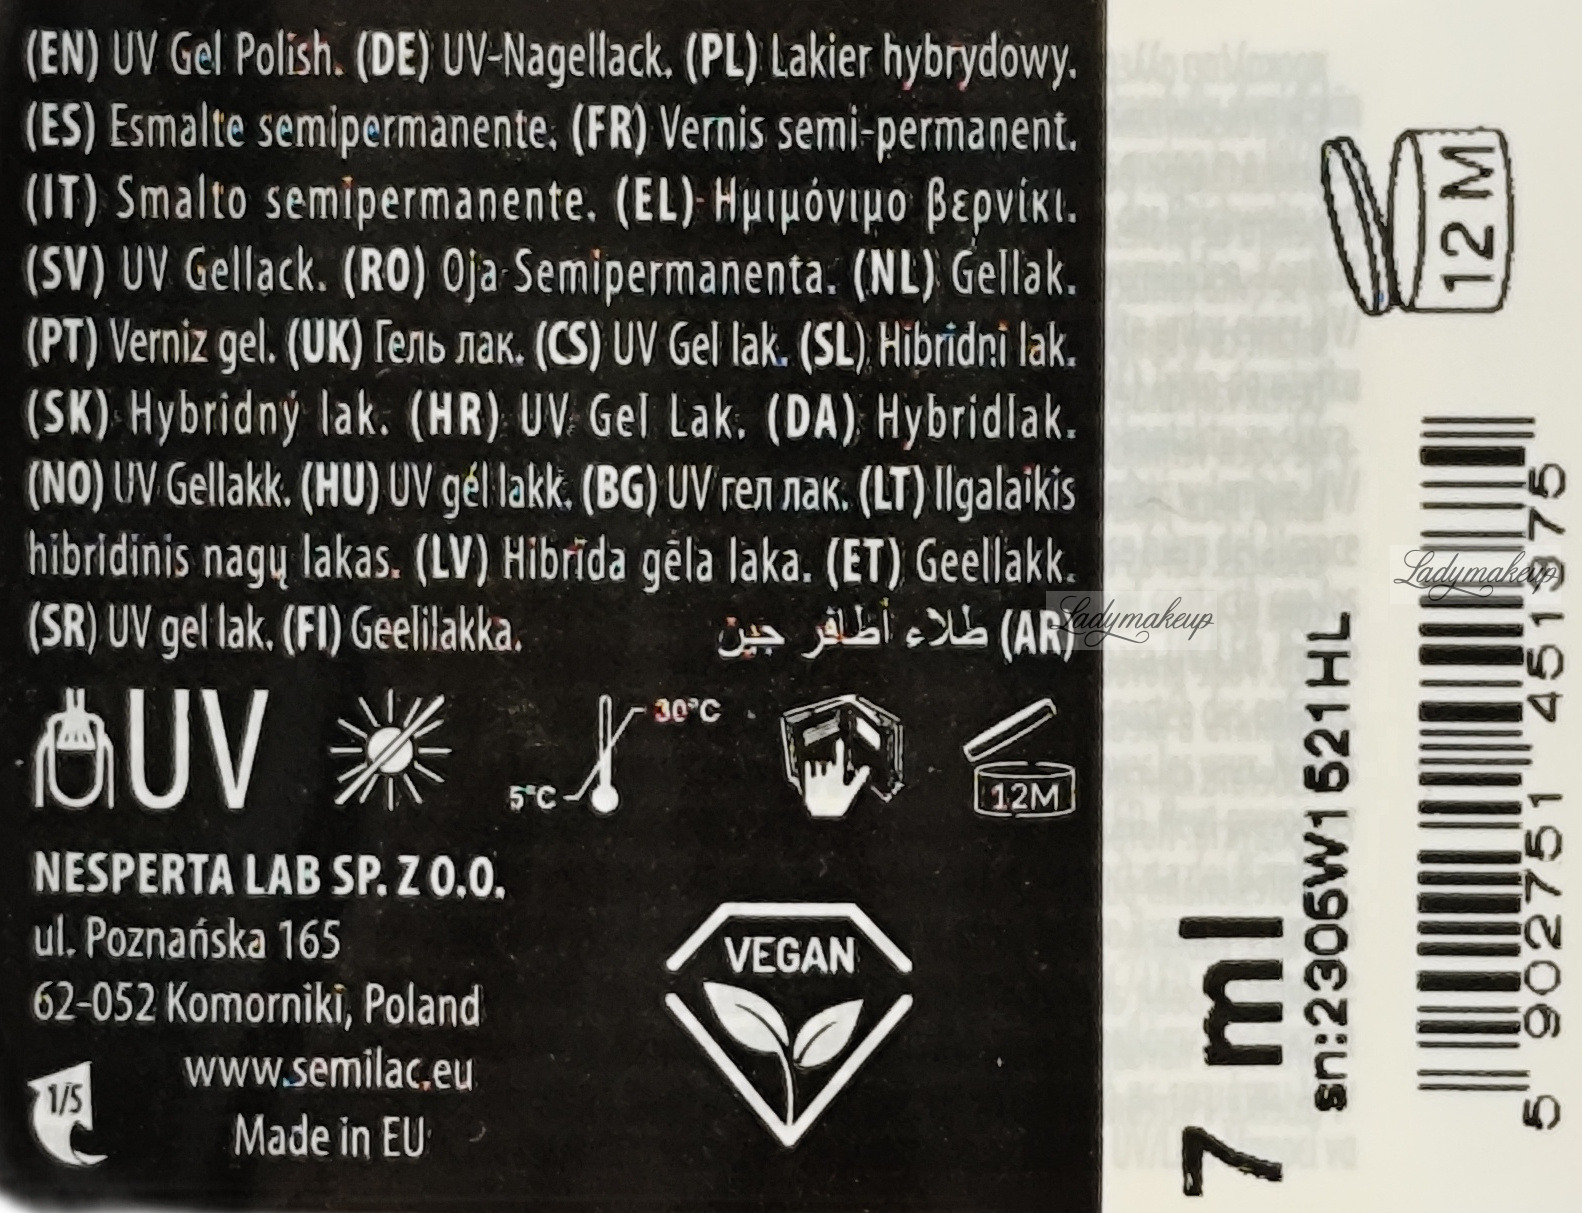 (EN) UV Gel Polish. (DE) UV-Nagellack. (PL) Lakier hybrydowy.
(ES) Esmalte semipermanente. (FR) Vernis semi-permanent.
(IT) Smalto semipermanente. (EL) Ημιμόνιμο βερνίκι.
(SV) UV Gellack. (RO) Oja Semipermanenta. (NL) Gellak.
(PT) Verniz gel. (UK) Гель лак. (CS) UV Gel lak. (SL) Hibridni lak.
(SK) Hybridný lak. (HR) UV Gel Lak. (DA) Hybridlak.
(NO) UV Gellakk. (HU) UV gél lakk. (BG) UV гел лак. (LT) Ilgalaikis
hibridinis nagų lakas. (LV) Hibrīda gēla laka. (ET) Geellakk.
(SR) UV gel lak. (FI) Geelilakka.
(AR) طلاء أظافر جين
UV
30°C
5°C
12M
NESPERTA LAB SP. Z O.O.
ul. Poznańska 165
62-052 Komorniki, Poland
www.semilac.eu
Made in EU
1/5
VEGAN
7 ml
sn:2305W1521HL
12 M
5 902751 451375
Ladymakeup
Ladymakeup